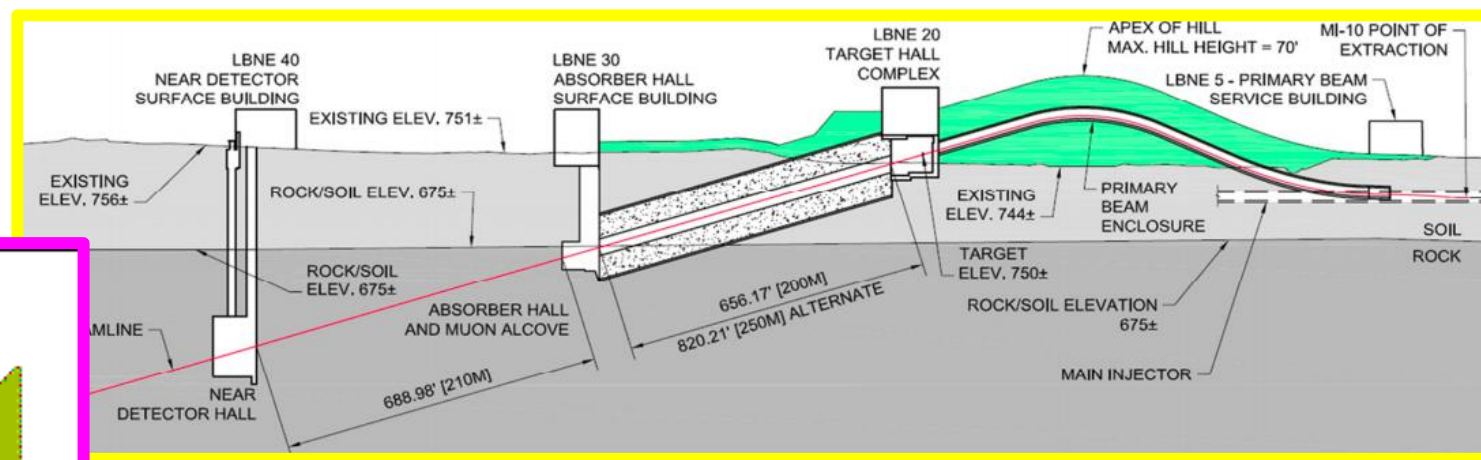 LBNE 40
NEAR DETECTOR
SURFACE BUILDING
EXISTING ELEV. 751±
LBNE 30
ABSORBER HALL
SURFACE BUILDING
LBNE 20
TARGET HALL
COMPLEX
APEX OF HILL
MAX. HILL HEIGHT = 70'
MI-10 POINT OF
EXTRACTION
LBNE 5 - PRIMARY BEAM
SERVICE BUILDING
EXISTING
ELEV. 756±
ROCK/SOIL ELEV. 675±
EXISTING
ELEV. 744±
PRIMARY
BEAM
ENCLOSURE
SOIL
ROCK
ROCK/SOIL
ELEV. 675±
TARGET
ELEV. 750±
ABSORBER HALL
AND MUON ALCOVE
656.17' [200M]
820.21' [250M] ALTERNATE
ROCK/SOIL ELEVATION
675±
AMLINE
688.98' [210M]
MAIN INJECTOR
NEAR
DETECTOR HALL